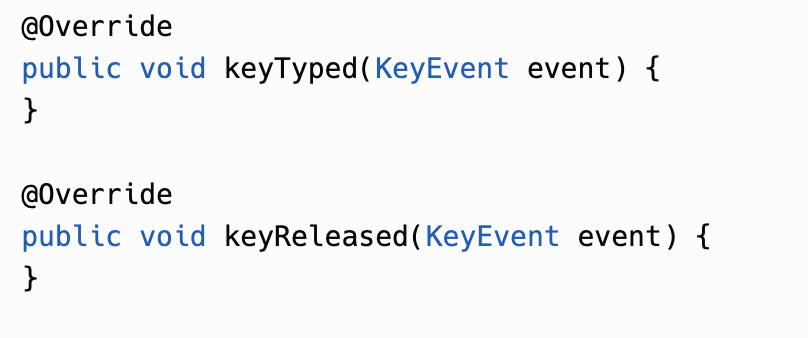 @Override
public void keyTyped(KeyEvent event) {
}
@Override
public void keyReleased(KeyEvent event) {
}